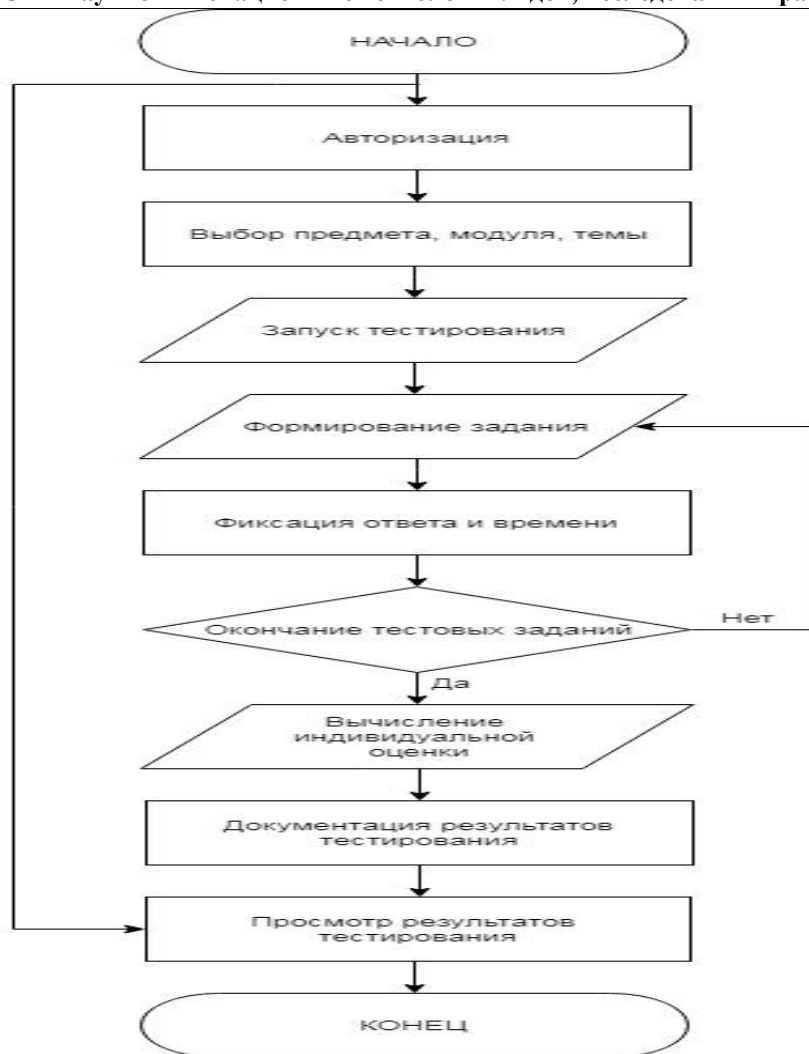 НАЧАЛО
Авторизация
Выбор предмета, модуля, темы
Запуск тестирования
Формирование задания
Фиксация ответа и времени
Окончание тестовых заданий
Нет
Да
Вычисление
индивидуальной
оценки
Документация результатов
тестирования
Просмотр результатов
тестирования
КОНЕЦ